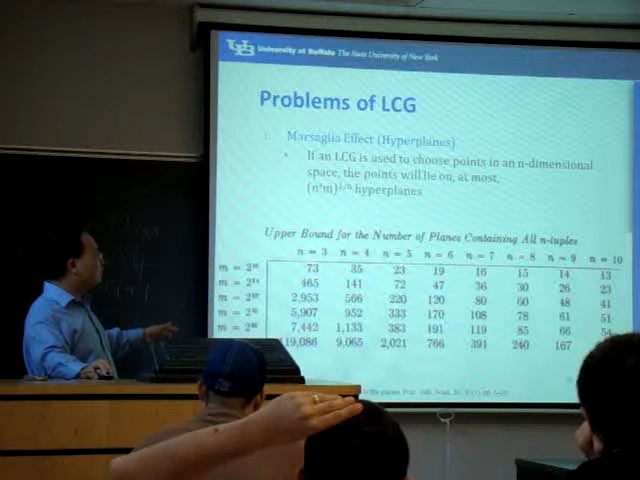 UB University at Buffalo The State University of New York
Problems of LCG
Marsaglia Effect (Hyperplanes)
• If an LCG is used to choose points in an n-dimensional
space, the points will lie on, at most,
hyperplanes
Upper Bound for the Number of Planes Containing All n-tuples
n = 3 n = 4 n = 5 n = 6 n = 7 n = 8 n = 9 n = 10
73 35 23 19 16 15 14 13
465 141 72 47 36 30 26 23
2,953 566 220 120 80 60 48 41
5,907 952 333 170 108 78 61 51
7,442 1,133 383 191 119 85 66 54
119,086 9,065 2,021 766 391 240 167